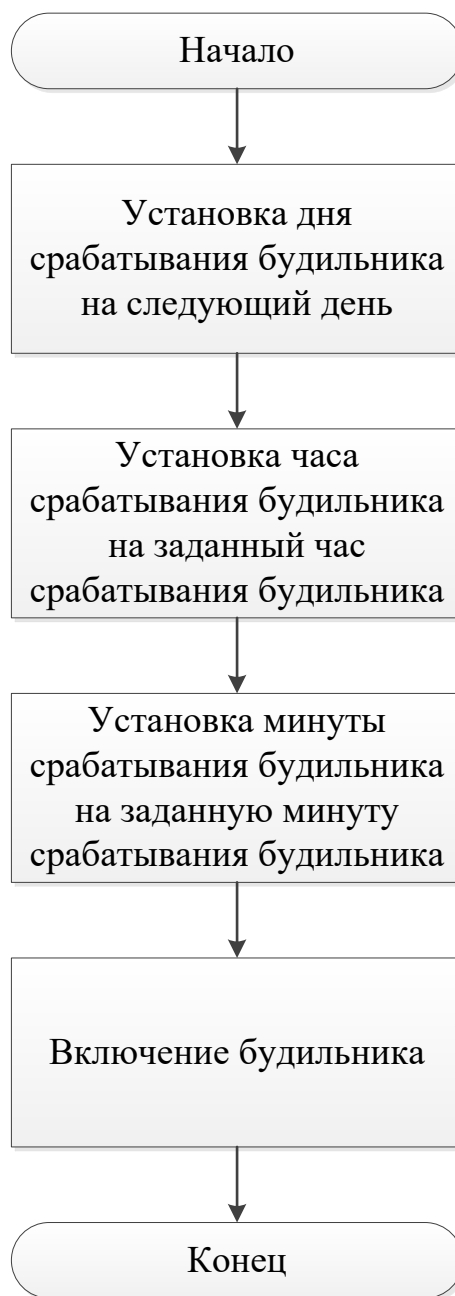 Начало
Установка дня
срабатывания будильника
на следующий день
Установка часа
срабатывания будильника
на заданный час
срабатывания будильника
Установка минуты
срабатывания будильника
на заданную минуту
срабатывания будильника
Включение будильника
Конец